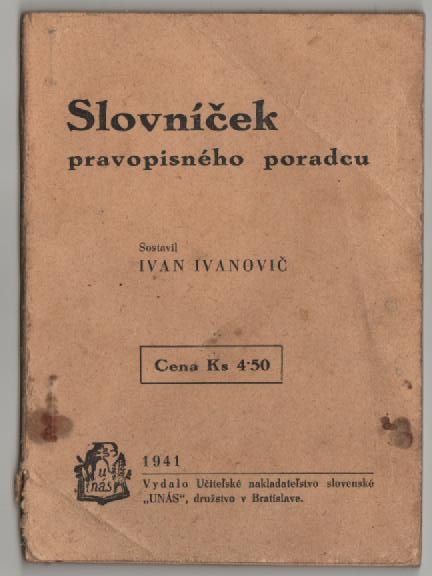 Slovníček
pravopisného poradcu
Sostavil
IVAN IVANOVIČ
Cena Ks 4·50
u
nás
1941
Vydalo Učiteľské nakladateľstvo slovenské
„UNÁS", družstvo v Bratislave.